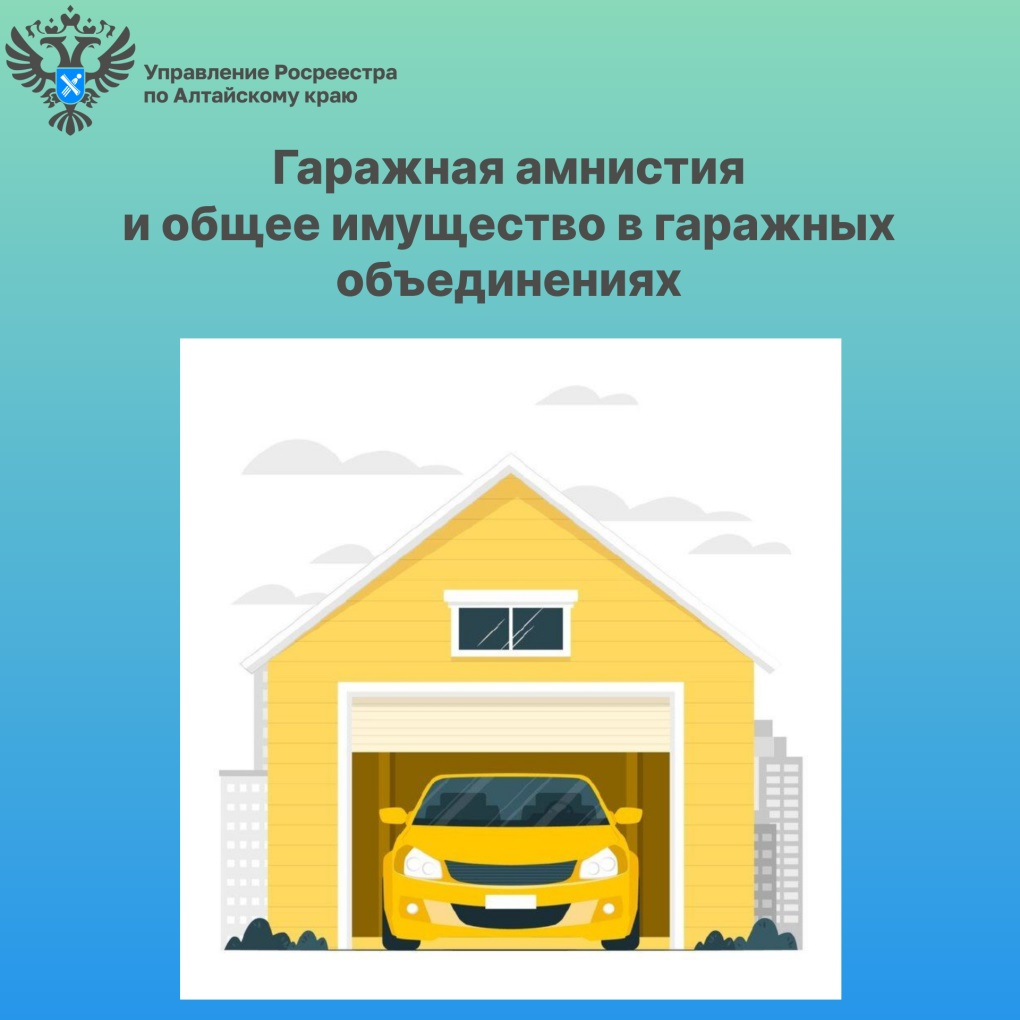 Управление Росреестра
по Алтайскому краю
Гаражная амнистия
и общее имущество в гаражных
объединениях